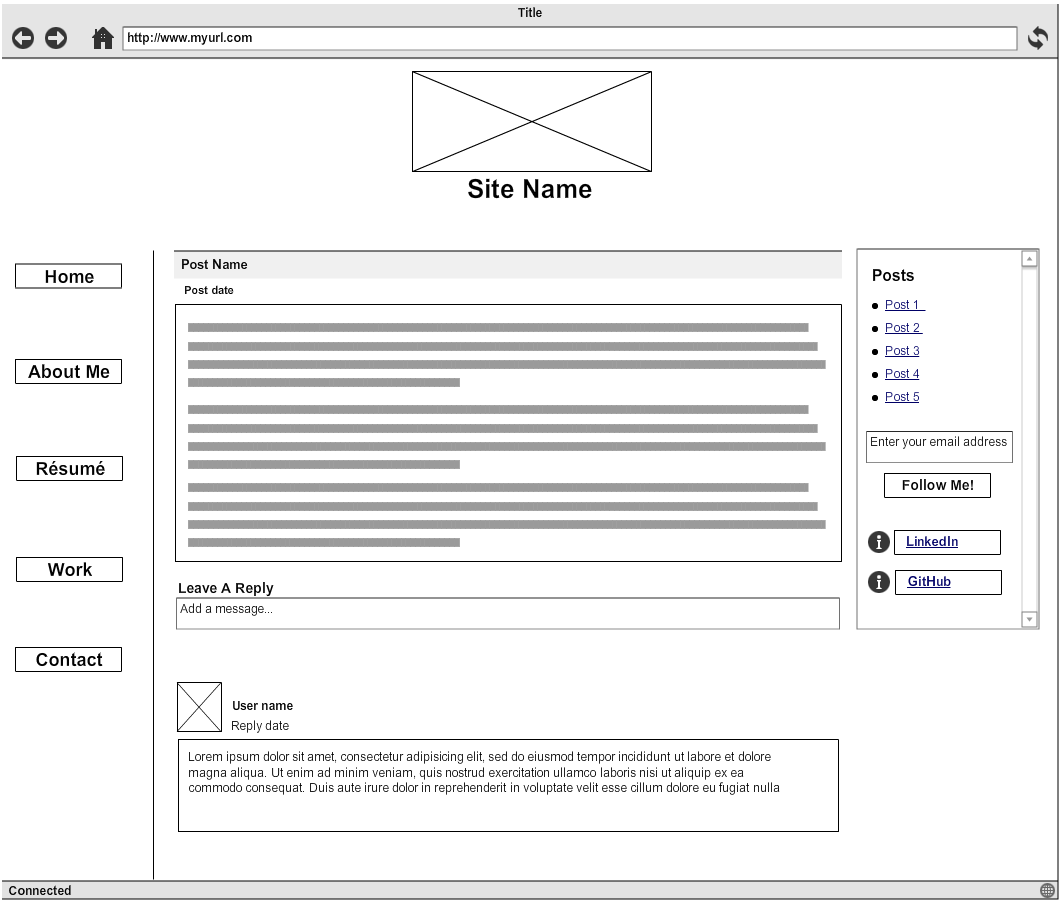 Title
http://www.myurl.com
Site Name
Home
About Me
Résumé
Work
Contact
Post Name
Post date
Leave A Reply
Add a message...
User name
Reply date
Lorem ipsum dolor sit amet, consectetur adipisicing elit, sed do eiusmod tempor incididunt ut labore et dolore
magna aliqua. Ut enim ad minim veniam, quis nostrud exercitation ullamco laboris nisi ut aliquip ex ea
commodo consequat. Duis aute irure dolor in reprehenderit in voluptate velit esse cillum dolore eu fugiat nulla
Posts
Post 1
Post 2
Post 3
Post 4
Post 5
Enter your email address
Follow Me!
LinkedIn
GitHub
Connected